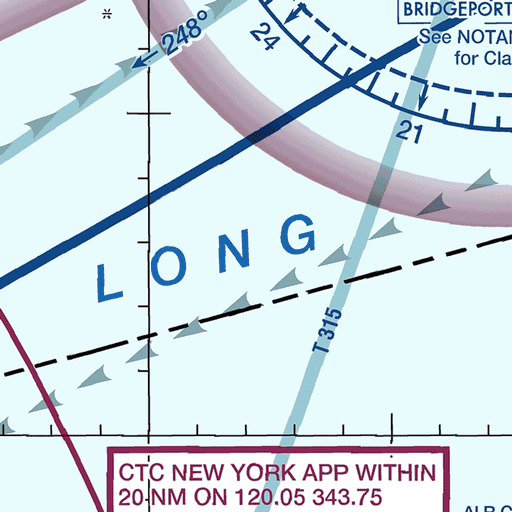 BRIDGEPORT
See NOTAM
for Cla
24
248°
21
LONG
T 315
CTC NEW YORK APP WITHIN
20 NM ON 120.05 343.75